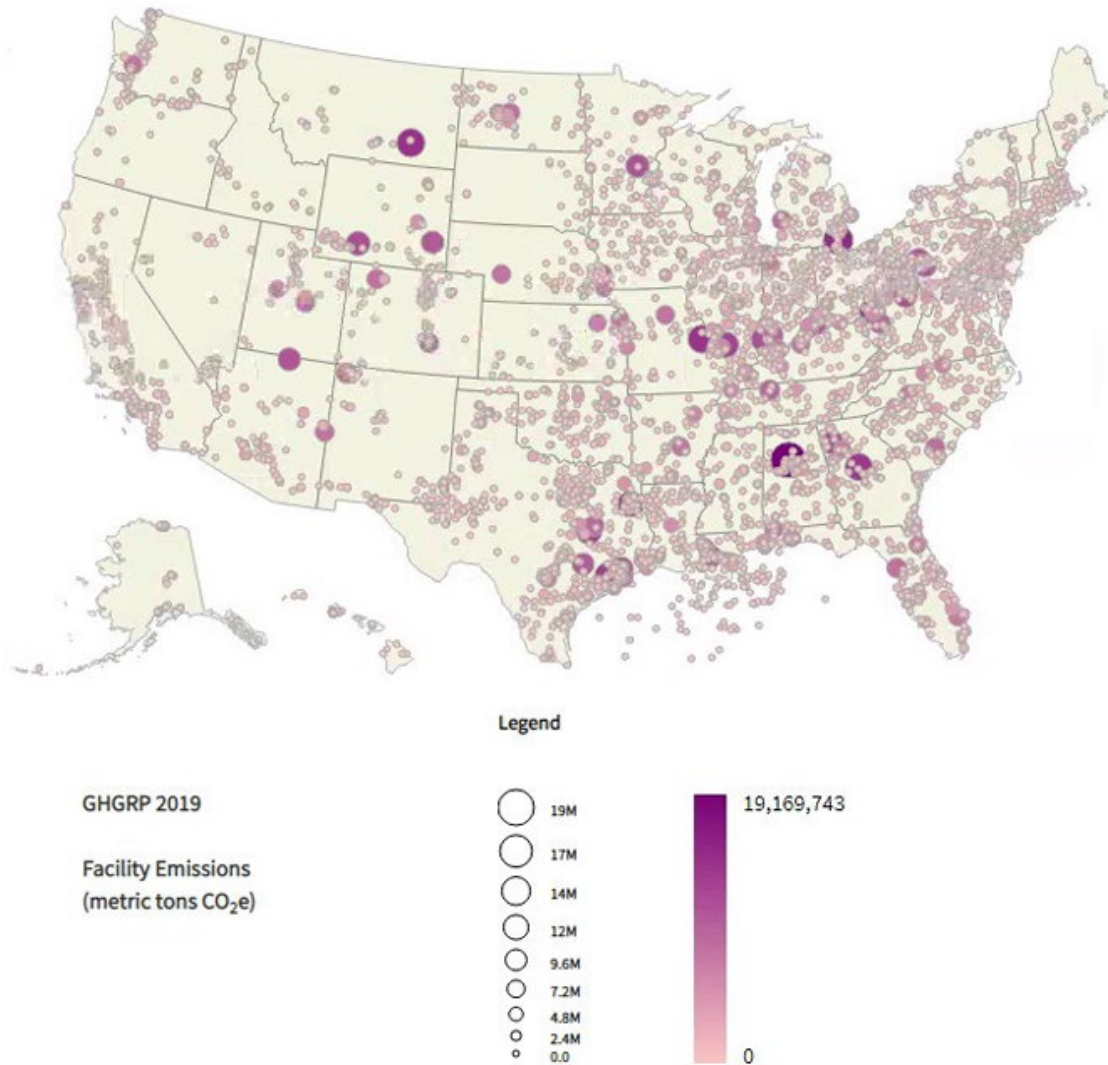 Legend
GHGRP 2019
Facility Emissions
(metric tons CO₂e)
19M
17M
14M
12M
9.6M
7.2M
4.8M
2.4M
0.0
19,169,743
0